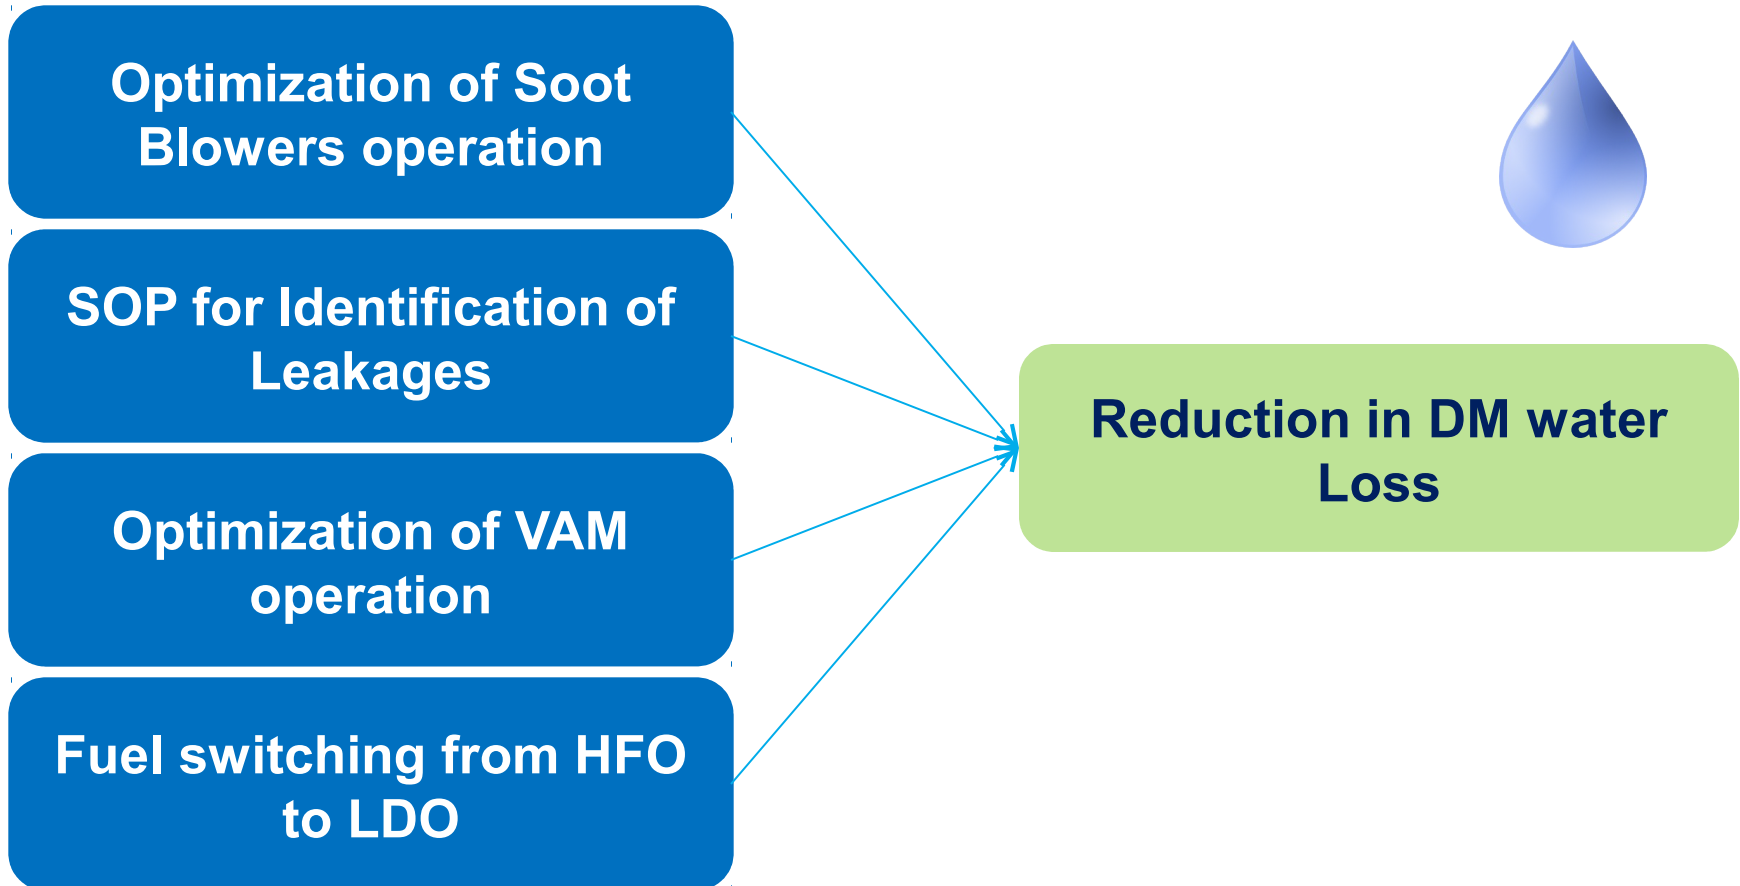 Optimization of Soot
Blowers operation
SOP for Identification of
Leakages
Optimization of VAM
operation
Fuel switching from HFO
to LDO
Reduction in DM water
Loss